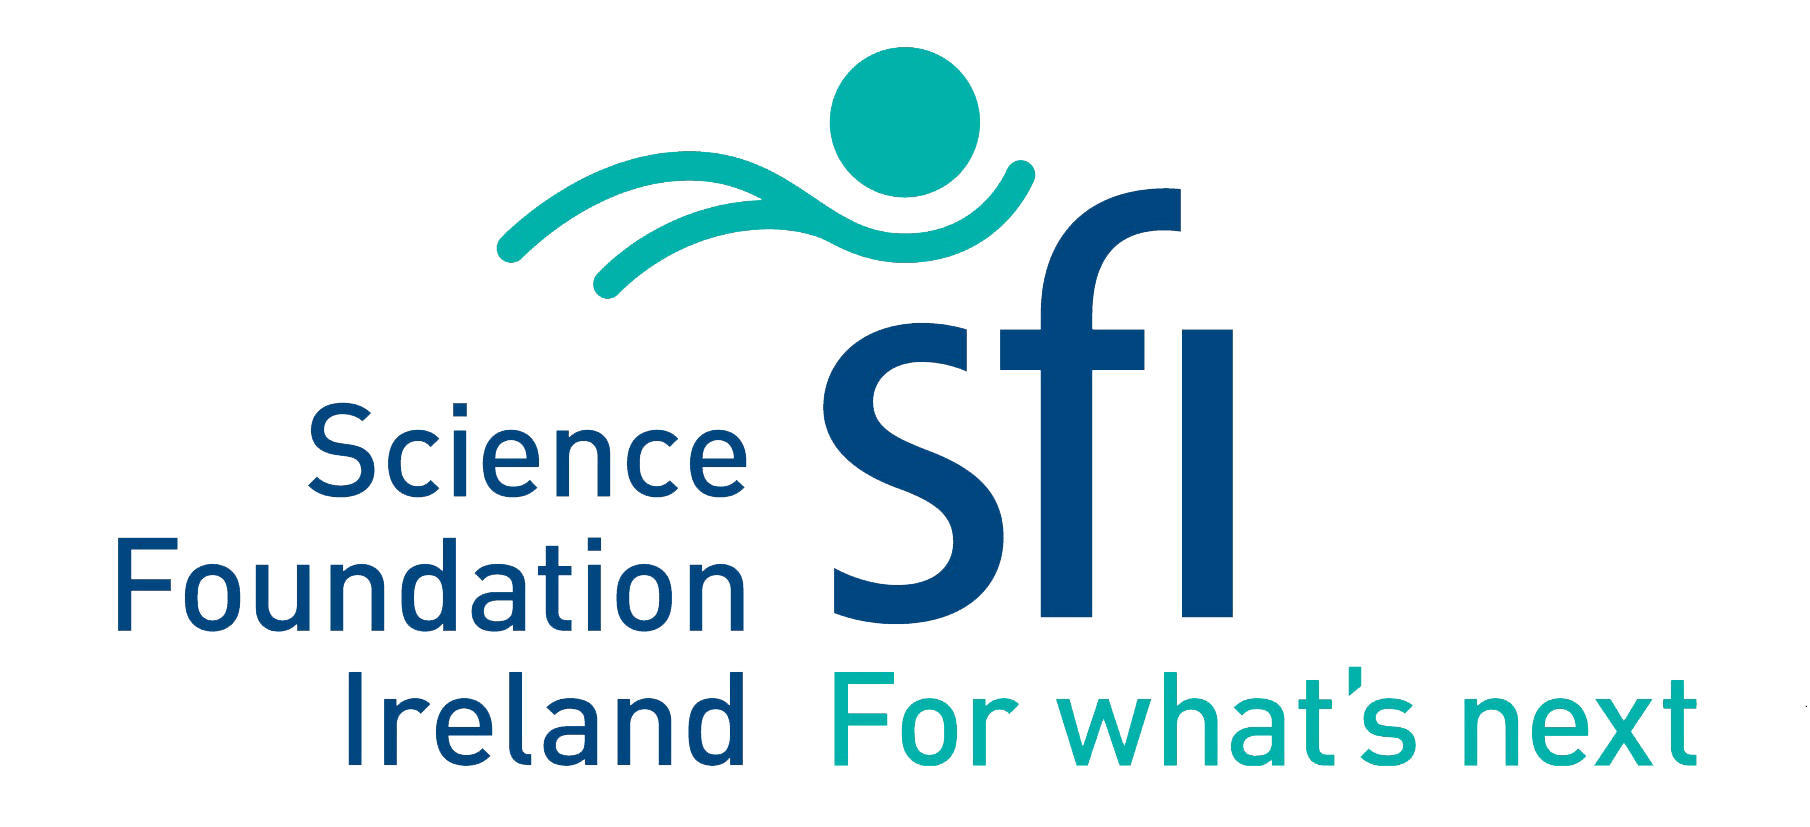 sfi
Science
Foundation
Ireland
For what's next